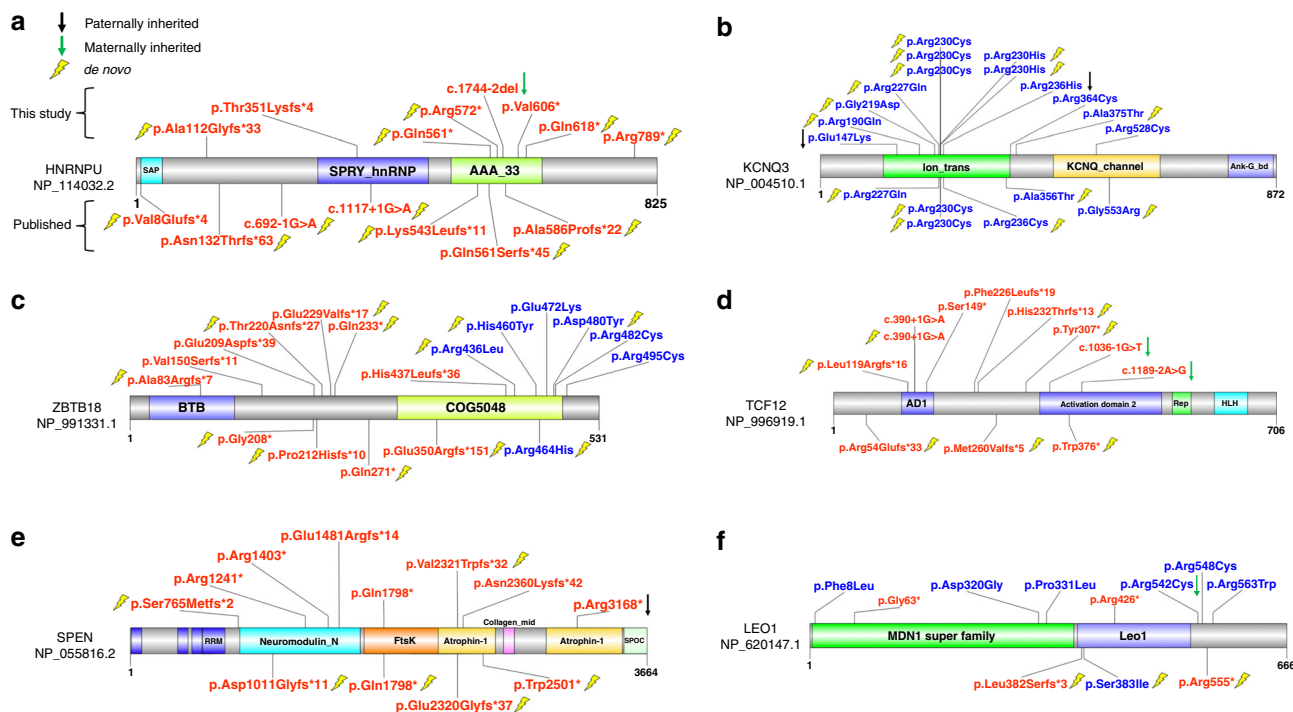 a
Paternally inherited
Maternally inherited
de novo
This study
c.1744-2del
p.Thr351Lysfs*4
p.Arg572*
p.Val606*
p.Ala112Glyfs*33
p.Gln561*
p.Gln618*
p.Arg789*
HNRNPU
NP_114032.2
SAP
SPRY_hnRNP
AAA_33
1
825
Published
p.Val8Glufs*4
c.692-1G>A
c.1117+1G>A
p.Asn132Thrfs*63
p.Lys543Leufs*11
p.Ala586Profs*22
p.Gln561Serfs*45
b
p.Arg230Cys
p.Arg230Cys
p.Arg230His
p.Arg230Cys
p.Arg230His
p.Arg227Gln
p.Arg236His
p.Gly219Asp
p.Arg364Cys
p.Arg190Gln
p.Ala375Thr
p.Glu147Lys
p.Arg528Cys
KCNQ3
NP_004510.1
Ion_trans
KCNQ_channel
Ank-G_bd
1
872
p.Arg227Gln
p.Ala356Thr
p.Arg230Cys
p.Gly553Arg
p.Arg230Cys
p.Arg236Cys
c
p.Glu229Valfs*17
p.Glu472Lys
p.Thr220Asnfs*27
p.Gln233*
p.His460Tyr
p.Asp480Tyr
p.Glu209Aspfs*39
p.Arg482Cys
p.Arg436Leu
p.Val150Serfs*11
p.Arg495Cys
p.Ala83Argfs*7
p.His437Leufs*36
ZBTB18
NP_991331.1
BTB
COG5048
1
531
p.Gly208*
p.Pro212Hisfs*10
p.Glu350Argfs*151
p.Arg464His
p.Gln271*
d
p.Phe226Leufs*19
p.Ser149*
c.390+1G>A
p.His232Thrfs*13
c.390+1G>A
p.Tyr307*
c.1036-1G>T
p.Leu119Argfs*16
c.1189-2A>G
TCF12
NP_996919.1
AD1
Activation domain 2
Rep
HLH
1
706
p.Arg54Glufs*33
p.Met260Valfs*5
p.Trp376*
e
p.Glu1481Argfs*14
p.Arg1403*
p.Val2321Trpfs*32
p.Arg1241*
p.Asn2360Lysfs*42
p.Ser765Metfs*2
p.Gln1798*
p.Arg3168*
Collagen_mid
SPEN
NP_055816.2
RRM
Neuromodulin_N
FtsK
Atrophin-1
Atrophin-1
SPOC
1
3664
p.Asp1011Glyfs*11
p.Gln1798*
p.Trp2501*
p.Glu2320Glyfs*37
f
p.Arg548Cys
p.Phe8Leu
p.Asp320Gly
p.Pro331Leu
p.Arg542Cys
p.Arg563Trp
p.Gly63*
p.Arg426*
LEO1
NP_620147.1
MDN1 super family
Leo1
1
666
p.Leu382Serfs*3
p.Ser383Ile
p.Arg555*